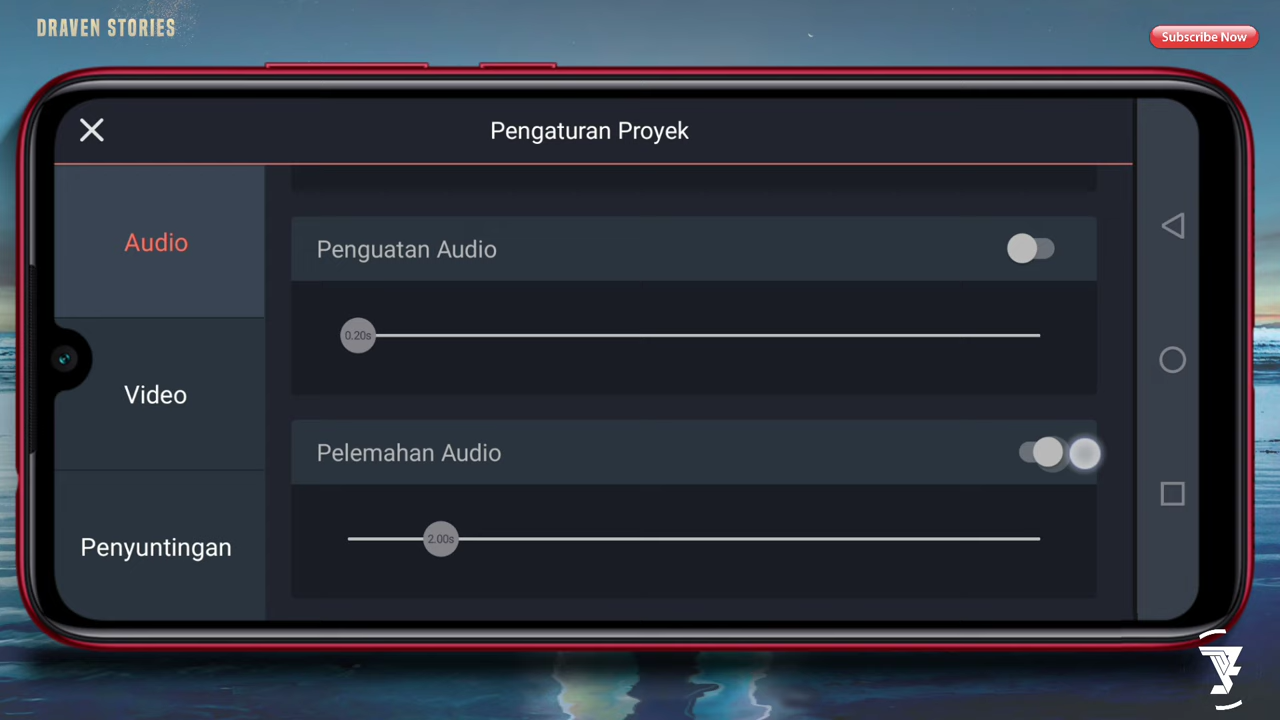 DRAVEN STORIES
Subscribe Now
Pengaturan Proyek
Audio
Penguatan Audio
0.20s
Video
Pelemahan Audio
Penyuntingan
2.00s